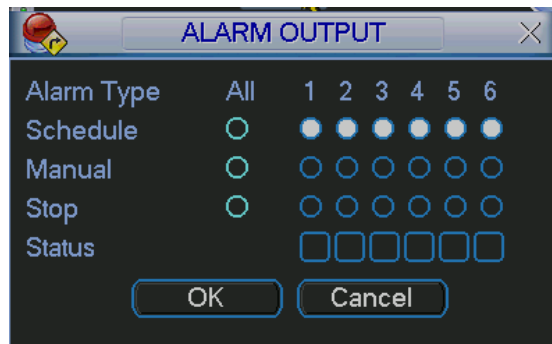 ALARM OUTPUT
Alarm Type All 1 2 3 4 5 6
Schedule
Manual
Stop
Status
OK Cancel